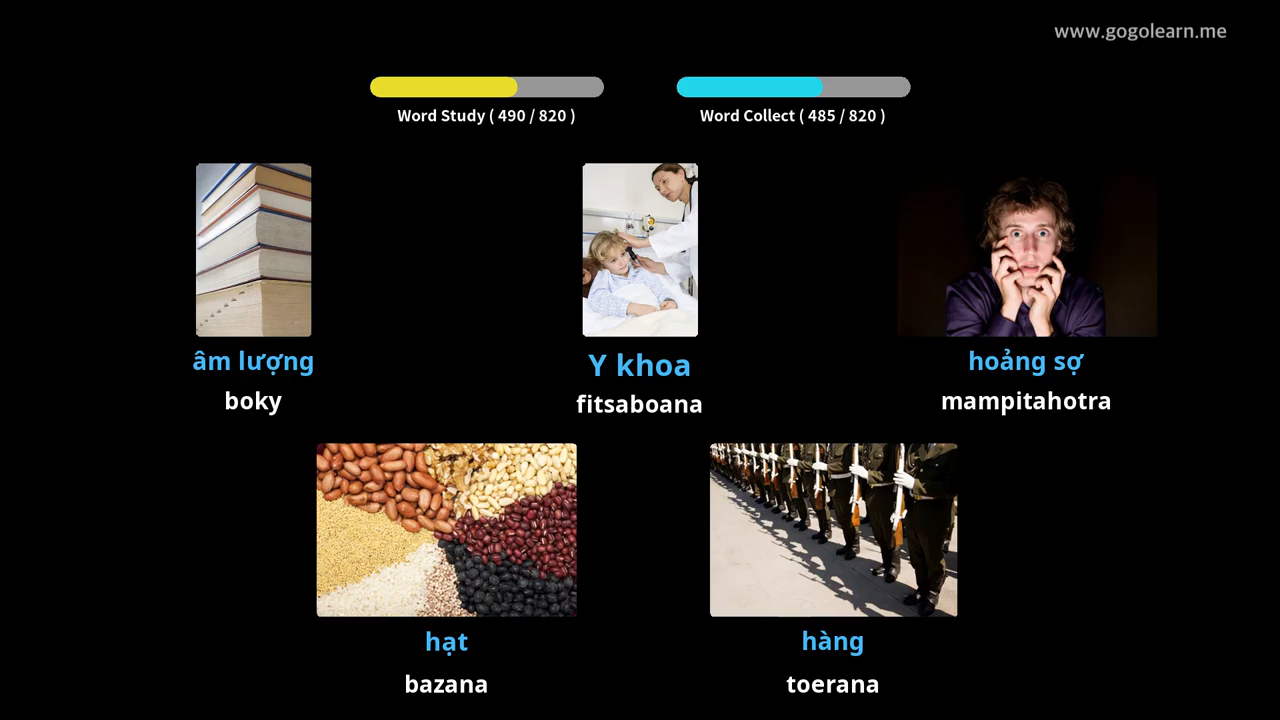 www.gogolearn.me
Word Study ( 490 / 820 )
Word Collect ( 485 / 820 )
âm lượng
boky
Y khoa
fitsaboana
hoảng sợ
mampitahotra
hạt
bazana
hàng
toerana